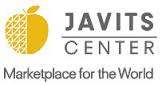 JAVITS
CENTER
Marketplace for the World